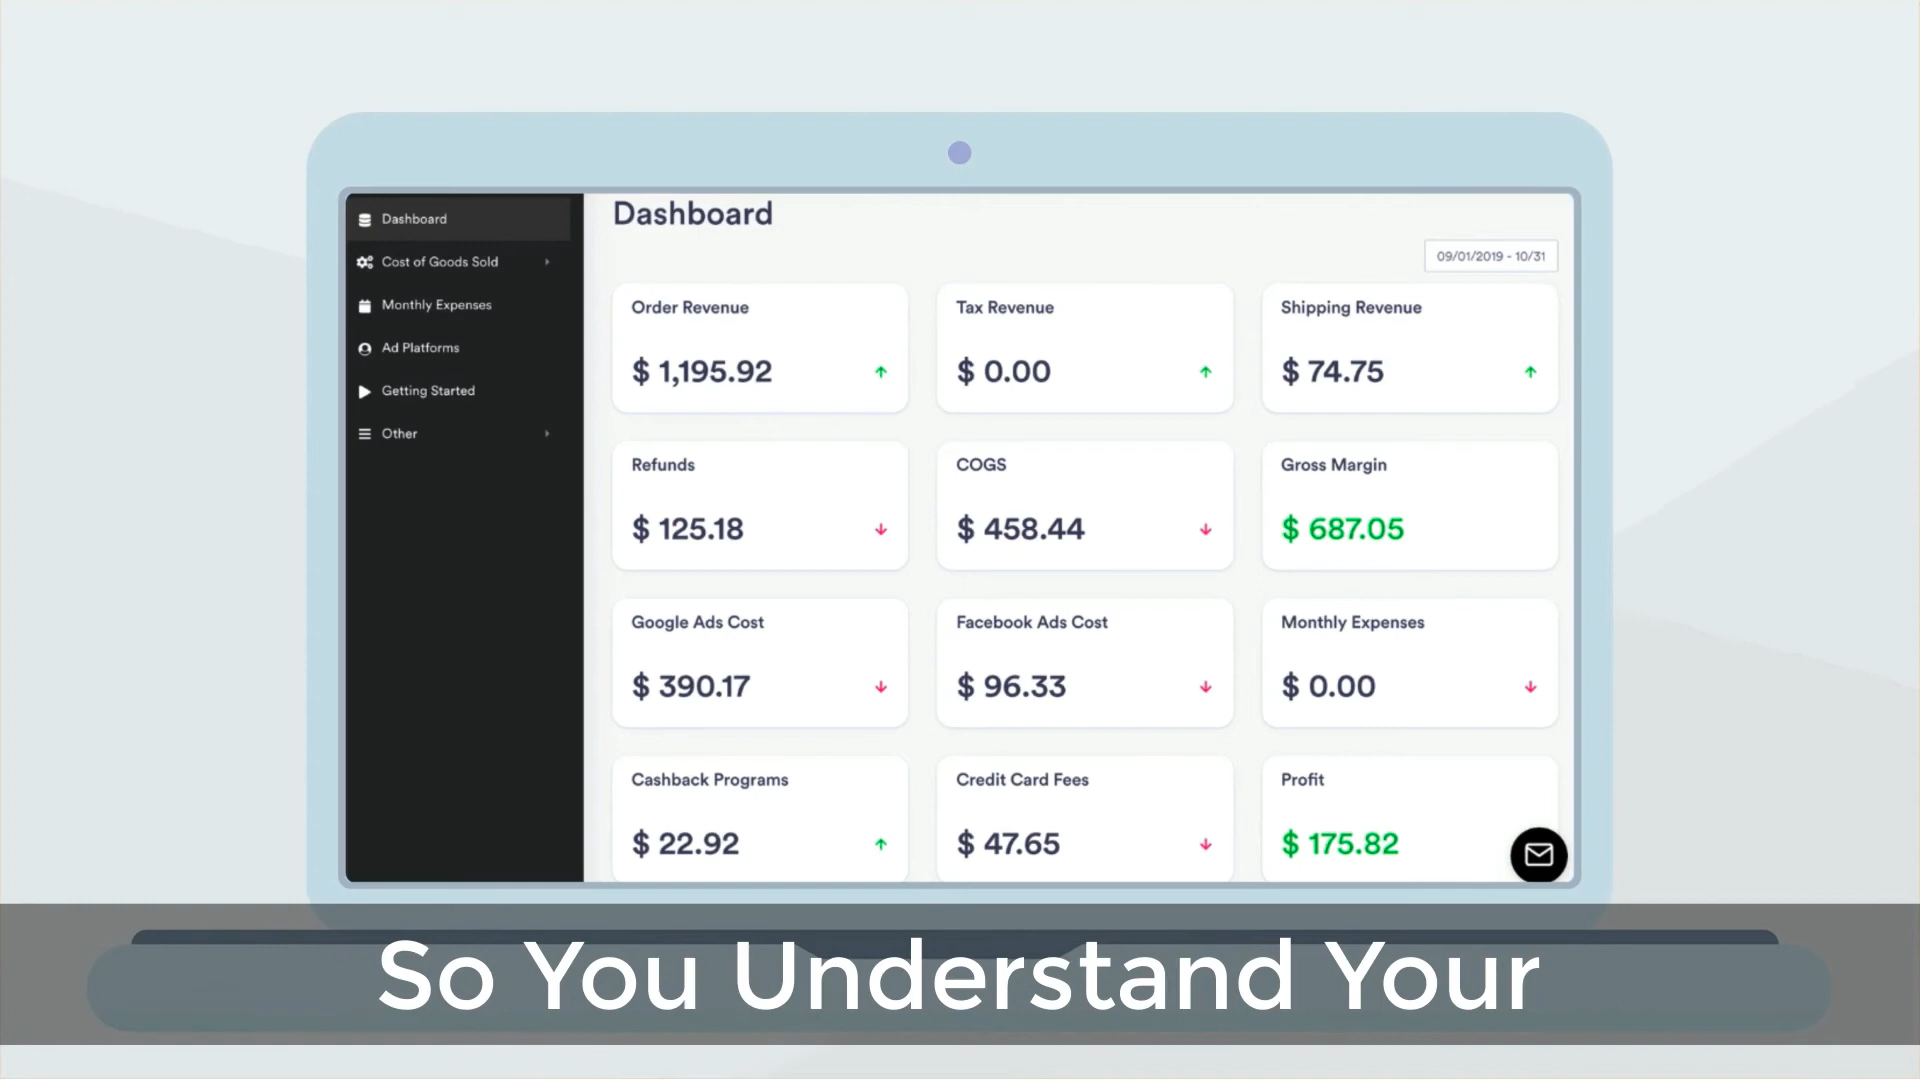 Dashboard
Cost of Goods Sold
Monthly Expenses
Ad Platforms
Getting Started
Other
Dashboard
09/01/2019 - 10/31
Order Revenue
$ 1,195.92
Tax Revenue
$ 0.00
Shipping Revenue
$ 74.75
Refunds
$ 125.18
COGS
$ 458.44
Gross Margin
$ 687.05
Google Ads Cost
$ 390.17
Facebook Ads Cost
$ 96.33
Monthly Expenses
$ 0.00
Cashback Programs
$ 22.92
Credit Card Fees
$ 47.65
Profit
$ 175.82
So You Understand Your